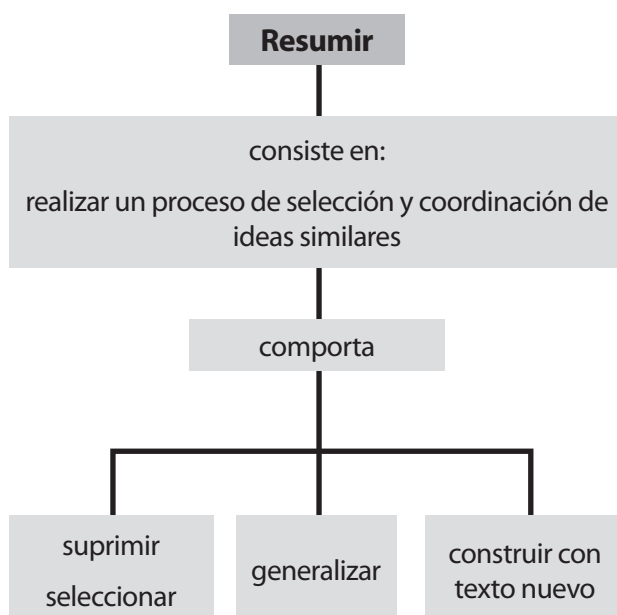 Resumir
consiste en:
realizar un proceso de selección y coordinación de
ideas similares
comporta
suprimir
seleccionar
generalizar
construir con
texto nuevo